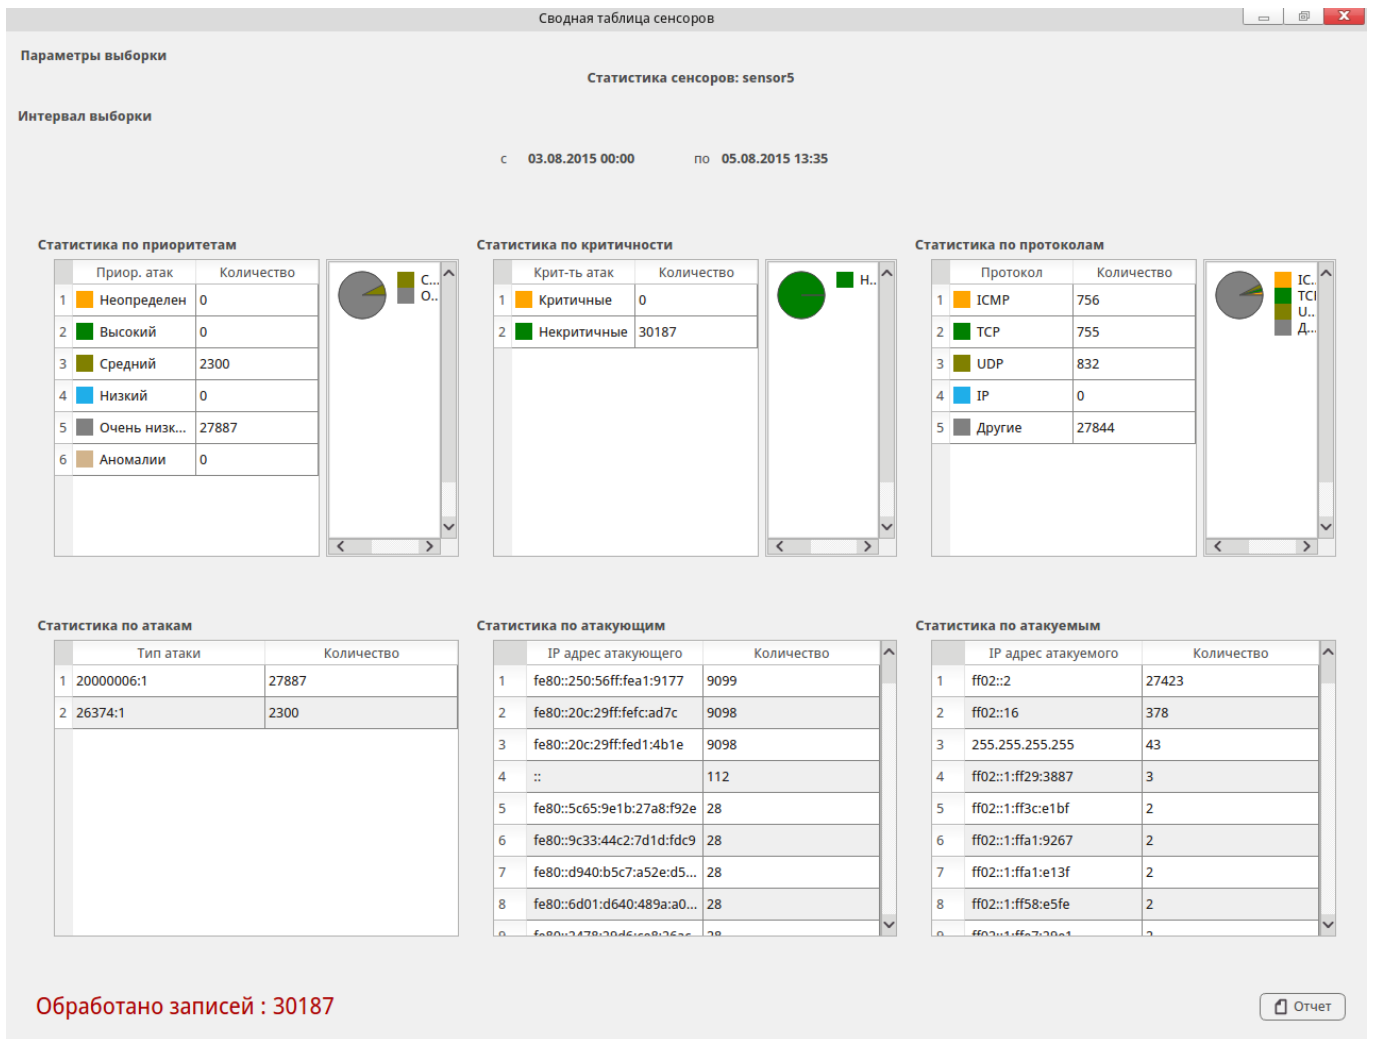 Сводная таблица сенсоров
Параметры выборки
Статистика сенсоров: sensor5
Интервал выборки
с 03.08.2015 00:00 по 05.08.2015 13:35
Статистика по приоритетам
Приор. атак Количество
1 Неопределен 0
2 Высокий 0
3 Средний 2300
4 Низкий 0
5 Очень низк... 27887
6 Аномалии 0
С...
О..
Статистика по критичности
Крит-ть атак Количество
1 Критичные 0
2 Некритичные 30187
Н..
Статистика по протоколам
Протокол Количество
1 ICMP 756
2 TCP 755
3 UDP 832
4 IP 0
5 Другие 27844
IC..
TCI
U..
Д...
Статистика по атакам
Тип атаки Количество
1 20000006:1 27887
2 26374:1 2300
Статистика по атакующим
IP адрес атакующего Количество
1 fe80::250:56ff:fea1:9177 9099
2 fe80::20c:29ff:fefc:ad7c 9098
3 fe80::20c:29ff:fed1:4b1e 9098
4 :: 112
5 fe80::5c65:9e1b:27a8:f92e 28
6 fe80::9c33:44c2:7d1d:fdc9 28
7 fe80::d940:b5c7:a52e:d5... 28
8 fe80::6d01:d640:489a:a0... 28
Статистика по атакуемым
IP адрес атакуемого Количество
1 ff02::2 27423
2 ff02::16 378
3 255.255.255.255 43
4 ff02::1:ff29:3887 3
5 ff02::1:ff3c:e1bf 2
6 ff02::1:ffa1:9267 2
7 ff02::1:ffa1:e13f 2
8 ff02::1:ff58:e5fe 2
Обработано записей : 30187
Отчет